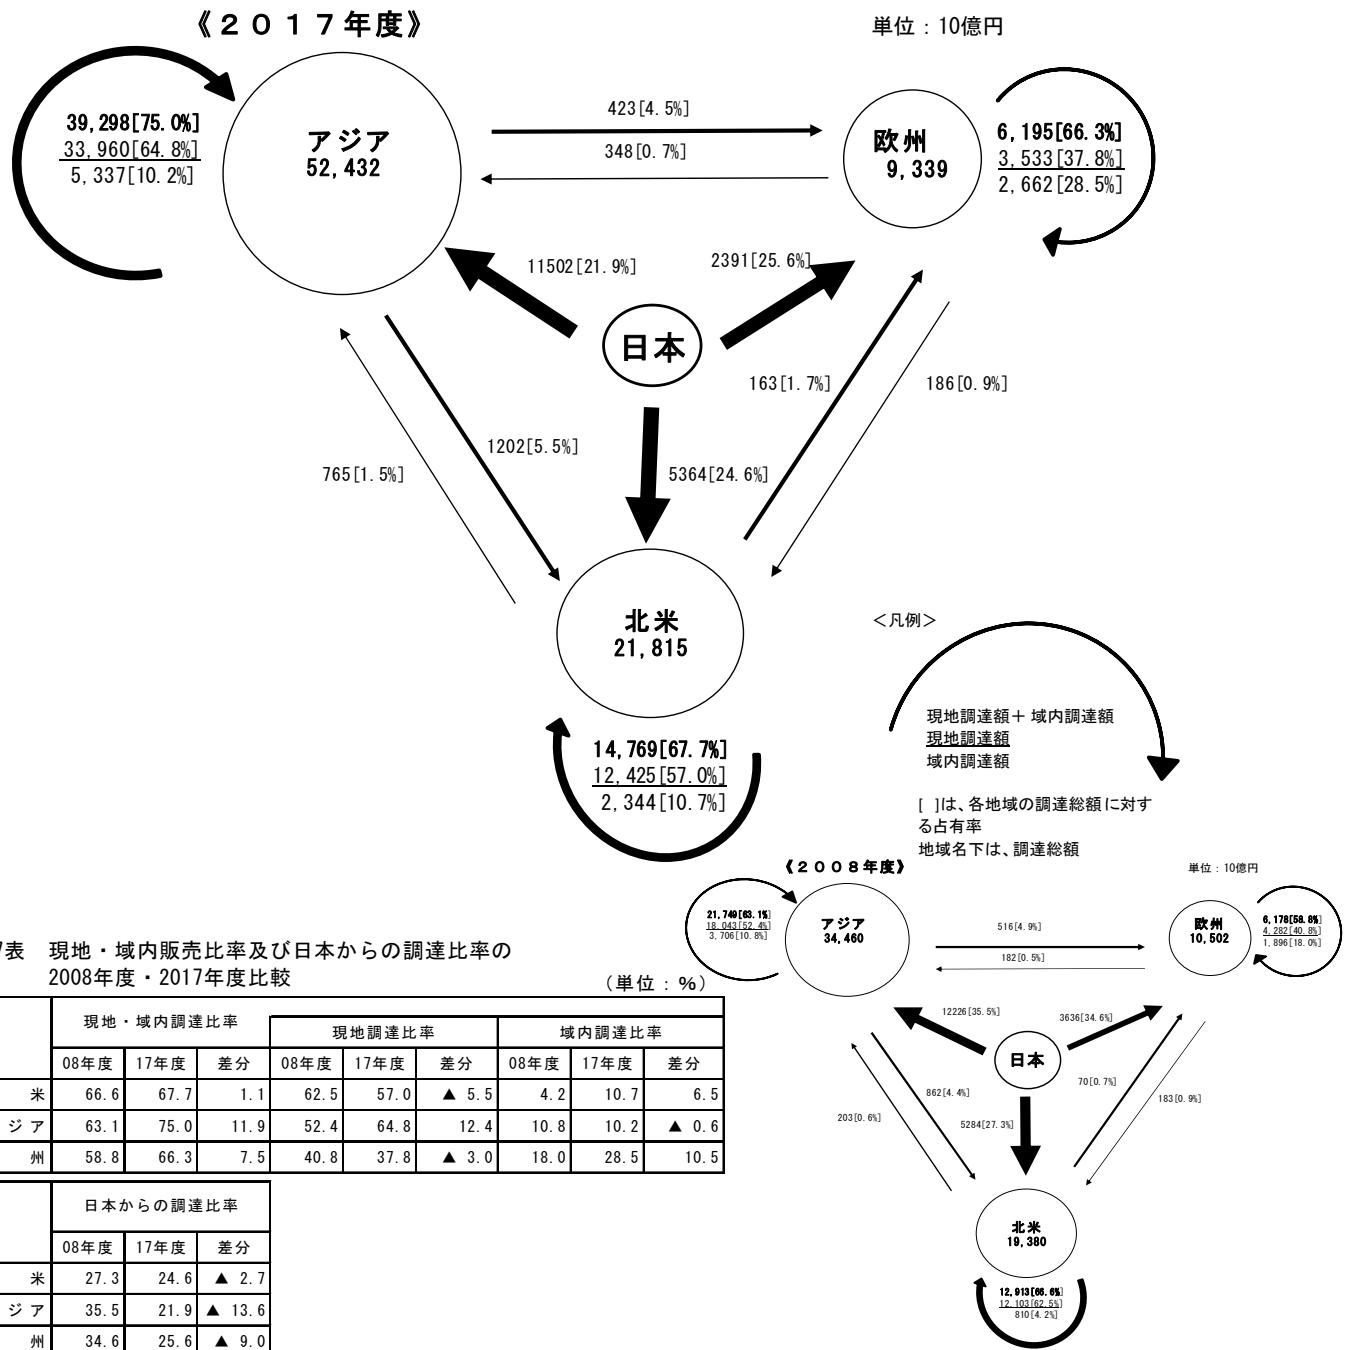 《２０１７年度》
単位：10億円
39,298[75.0%]
33,960[64.8%]
5,337[10.2%]
アジア
52,432
423[4.5%]
348[0.7%]
欧州
9,339
6,195[66.3%]
3,533[37.8%]
2,662[28.5%]
11502[21.9%]
2391[25.6%]
日本
163[1.7%]
186[0.9%]
1202[5.5%]
765[1.5%]
5364[24.6%]
北米
21,815
14,769[67.7%]
12,425[57.0%]
2,344[10.7%]
＜凡例＞
現地調達額＋域内調達額
現地調達額
域内調達額
[ ]は、各地域の調達総額に対す
る占有率
地域名下は、調達総額
《２００８年度》
単位：10億円
21,749[63.1%]
18,043[52.4%]
3,706[10.8%]
アジア
34,460
516[4.9%]
182[0.5%]
欧州
10,502
6,178[58.8%]
4,282[40.8%]
1,896[18.0%]
12226[35.5%]
3636[34.6%]
日本
862[4.4%]
203[0.6%]
5284[27.3%]
70[0.7%]
183[0.9%]
北米
19,380
12,913[66.6%]
12,103[62.5%]
810[4.2%]
表 現地・域内販売比率及び日本からの調達比率の
2008年度・2017年度比較
（単位：%）
現地・域内調達比率
現地調達比率 域内調達比率
08年度 17年度 差分 08年度 17年度 差分 08年度 17年度 差分
米 66.6 67.7 1.1 62.5 57.0 ▲ 5.5 4.2 10.7 6.5
ジア 63.1 75.0 11.9 52.4 64.8 12.4 10.8 10.2 ▲ 0.6
州 58.8 66.3 7.5 40.8 37.8 ▲ 3.0 18.0 28.5 10.5
日本からの調達比率
08年度 17年度 差分
米 27.3 24.6 ▲ 2.7
ジア 35.5 21.9 ▲ 13.6
州 34.6 25.6 ▲ 9.0